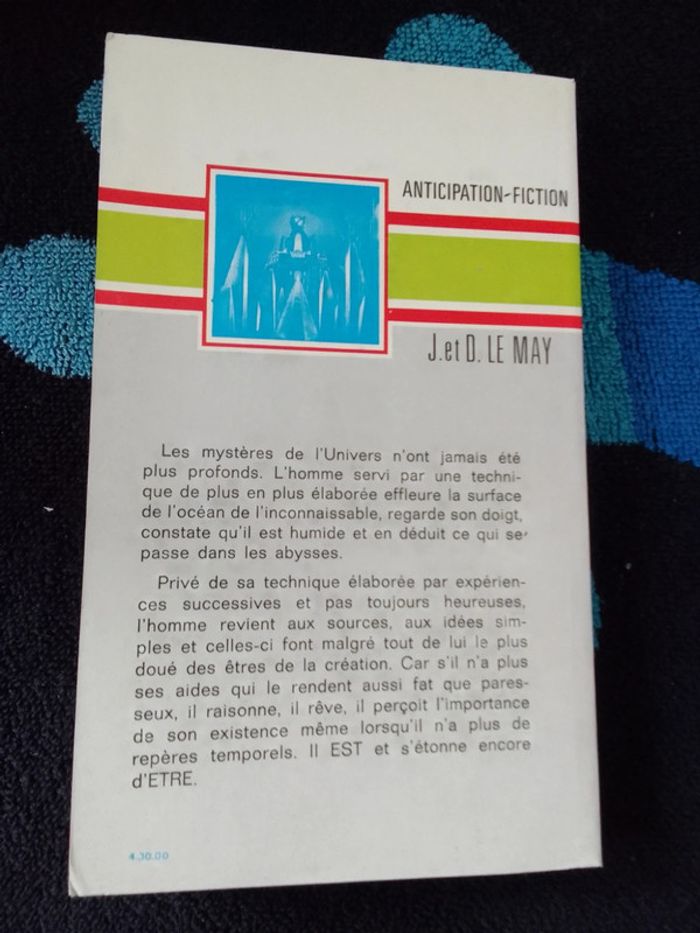 ANTICIPATION-FICTION
J. et D. LE MAY
Les mystères de l'Univers n'ont jamais été
plus profonds. L'homme servi par une techni-
que de plus en plus élaborée effleure la surface
de l'océan de l'inconnaissable, regarde son doigt,
constate qu'il est humide et en déduit ce qui se
passe dans les abysses.
Privé de sa technique élaborée par expérien-
ces successives et pas toujours heureuses,
l'homme revient aux sources, aux idées sim-
ples et celles-ci font malgré tout de lui le plus
doué des êtres de la création. Car s'il n'a plus
ses aides qui le rendent aussi fat que pares-
seux, il raisonne, il rêve, il perçoit l'importance
de son existence même lorsqu'il n'a plus de
repères temporels. Il EST et s'étonne encore
d'ETRE.
4.30.00